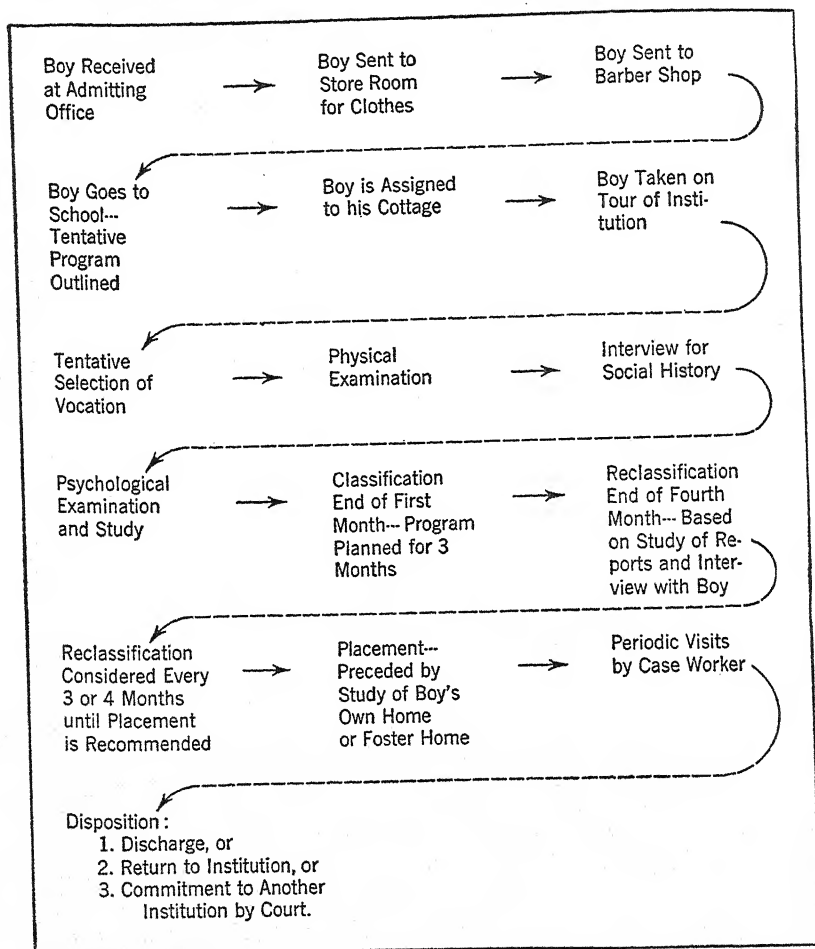 Boy Received
at Admitting
Office
Boy Sent to
Store Room
for Clothes
Boy Sent to
Barber Shop
Boy Goes to
School---
Tentative
Program
Outlined
Boy is Assigned
to his Cottage
Boy Taken on
Tour of Insti-
tution
Tentative
Selection of
Vocation
Physical
Examination
Interview for
Social History
Psychological
Examination
and Study
Classification
End of First
Month--- Program
Planned for 3
Months
Reclassification
End of Fourth
Month--- Based
on Study of Re-
ports and Inter-
view with Boy
Reclassification
Considered Every
3 or 4 Months
until Placement
is Recommended
Placement---
Preceded by
Study of Boy's
Own Home
or Foster Home
Periodic Visits
by Case Worker
Disposition:
1. Discharge, or
2. Return to Institution, or
3. Commitment to Another
Institution by Court.